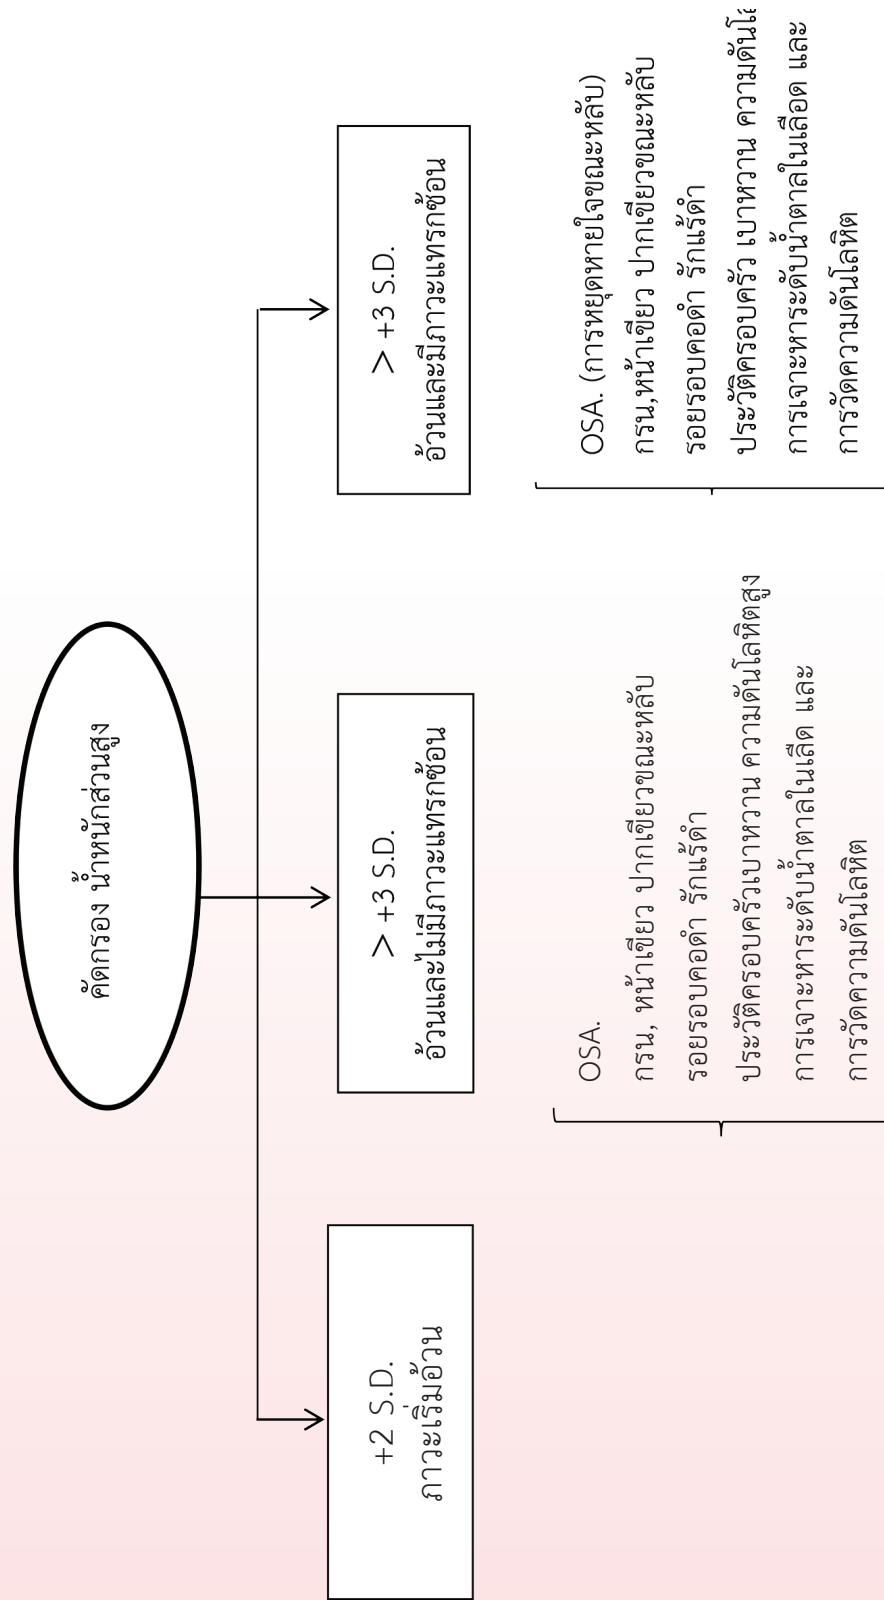 คัดกรอง น้ำหนักส่วนสูง
+2 S.D.
ภาวะเริ่มอ้วน
> +3 S.D.
อ้วนและไม่มีภาวะแทรกซ้อน
> +3 S.D.
อ้วนและมีภาวะแทรกซ้อน
OSA.
กรน, หน้าเขียว ปากเขียวขณะหลับ
รอยรอบคอดำ รักแร้ดำ
ประวัติครอบครัวเบาหวาน ความดันโลหิตสูง
การเจาะหาระดับน้ำตาลในเลืด และ
การวัดความดันโลหิต
OSA. (การหยุดหายใจขณะหลับ)
กรน,หน้าเขียว ปากเขียวขณะหลับ
รอยรอบคอดำ รักแร้ดำ
ประวัติครอบครัว เบาหวาน
การเจาะหาระดับน้ำตาลในเลือด และ
การวัดความดันโลหิต